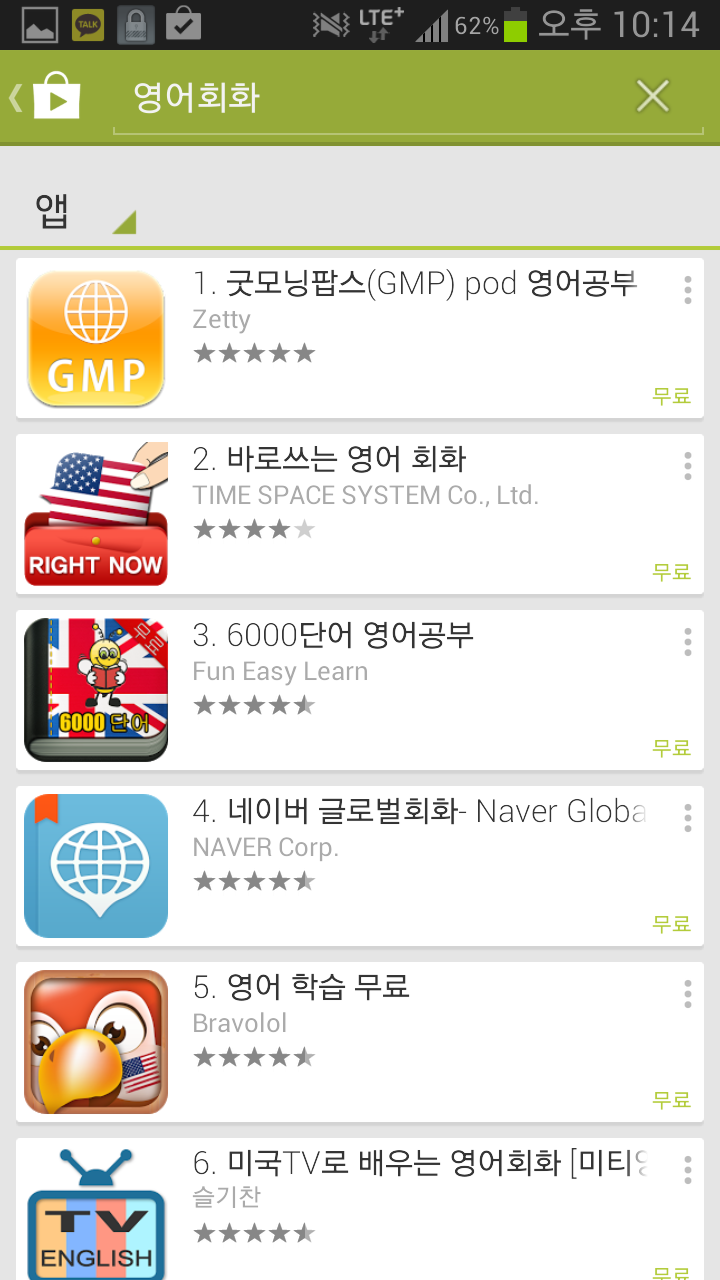 TALK LTE+ 62% 오후 10:14
영어회화
앱
GMP
1. 굿모닝팝스(GMP) pod 영어공부
Zetty
무료
RIGHT NOW
2. 바로쓰는 영어 회화
TIME SPACE SYSTEM Co., Ltd.
무료
무료
6000 단어
3. 6000단어 영어공부
Fun Easy Learn
무료
4. 네이버 글로벌회화- Naver Globa
NAVER Corp.
무료
5. 영어 학습 무료
Bravolol
무료
TV
ENGLISH
6. 미국TV로 배우는 영어회화 [미티영
슬기찬
무료